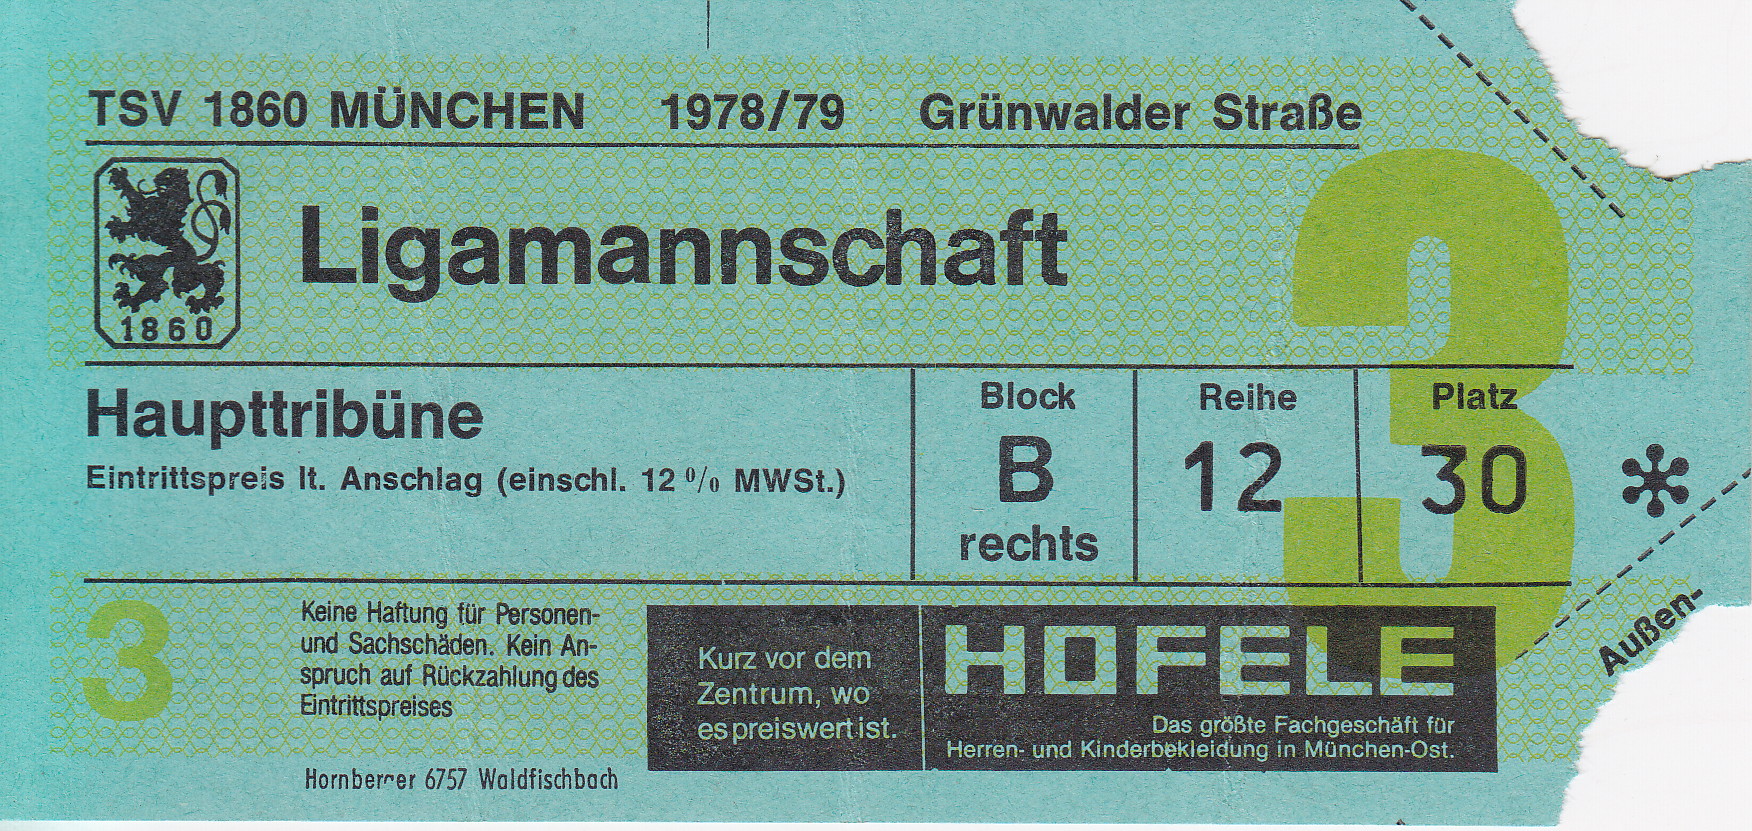 TSV 1860 MÜNCHEN 1978/79 Grünwalder Straße
1860
Ligamannschaft
3
Haupttribüne
Eintrittspreis lt. Anschlag (einschl. 12 % MWSt.)
Block
B
rechts
Reihe
12
Platz
30
*
Außen-
3
Keine Haftung für Personen-
und Sachschäden. Kein An-
spruch auf Rückzahlung des
Eintrittspreises
Kurz vor dem
Zentrum, wo
es preiswert ist.
HOFELE
Das größte Fachgeschäft für
Herren- und Kinderbekleidung in München-Ost.
Hornberger 6757 Waldfischbach